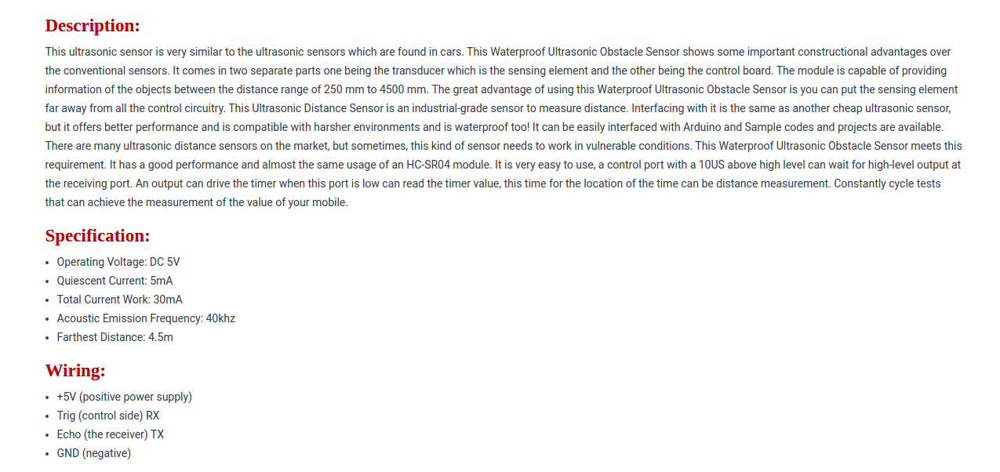 Description:
This ultrasonic sensor is very similar to the ultrasonic sensors which are found in cars. This Waterproof Ultrasonic Obstacle Sensor shows some important constructional advantages over
the conventional sensors. It comes in two separate parts one being the transducer which is the sensing element and the other being the control board. The module is capable of providing
information of the objects between the distance range of 250 mm to 4500 mm. The great advantage of using this Waterproof Ultrasonic Obstacle Sensor is you can put the sensing element
far away from all the control circuitry. This Ultrasonic Distance Sensor is an industrial-grade sensor to measure distance. Interfacing with it is the same as another cheap ultrasonic sensor,
but it offers better performance and is compatible with harsher environments and is waterproof too! It can be easily interfaced with Arduino and Sample codes and projects are available.
There are many ultrasonic distance sensors on the market, but sometimes, this kind of sensor needs to work in vulnerable conditions. This Waterproof Ultrasonic Obstacle Sensor meets this
requirement. It has a good performance and almost the same usage of an HC-SR04 module. It is very easy to use, a control port with a 10US above high level can wait for high-level output at
the receiving port. An output can drive the timer when this port is low can read the timer value, this time for the location of the time can be distance measurement. Constantly cycle tests
that can achieve the measurement of the value of your mobile.
Specification:
• Operating Voltage: DC 5V
• Quiescent Current: 5mA
• Total Current Work: 30mA
• Acoustic Emission Frequency: 40khz
• Farthest Distance: 4.5m
Wiring:
• +5V (positive power supply)
• Trig (control side) RX
• Echo (the receiver) TX
• GND (negative)